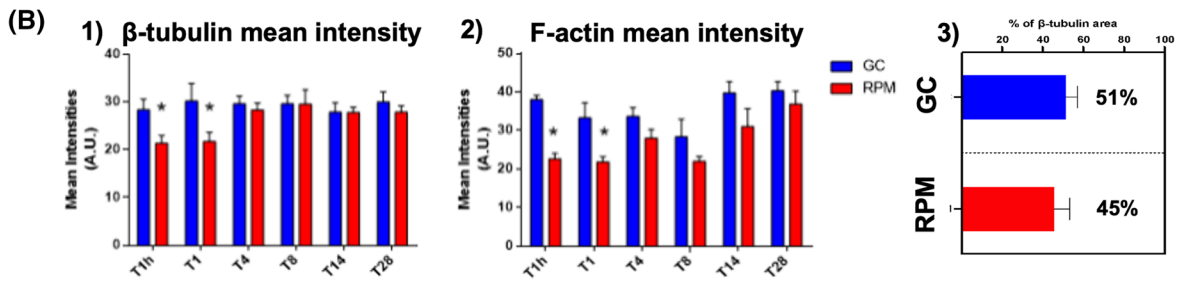 (B)
1) β-tubulin mean intensity
Mean Intensities
(A.U.)
40
30
20
10
0
*
*
T1h
T1
T4
T8
T14
T28
2) F-actin mean intensity
Mean Intensities
(A.U.)
50
40
30
20
10
0
*
*
T1h
T1
T4
T8
T14
T28
GC
RPM
3)
% of β-tubulin area
20 40 60 80 100
GC
51%
RPM
45%